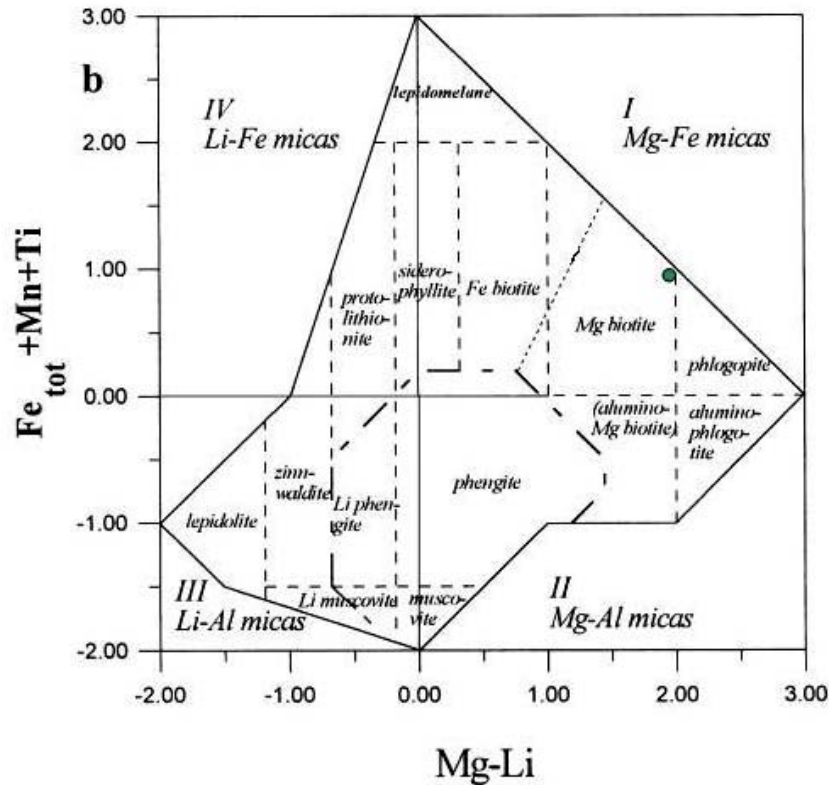 b
3.00
2.00
1.00
0.00
-1.00
-2.00
Fe tot +Mn+Ti
IV
Li-Fe micas
lepidomelane
I
Mg-Fe micas
proto-
lithio-
nite
sidero-
phyllite
Fe biotite
Mg biotite
phlogopite
(alumino-
Mg biotite)
alumino-
phlogo-
tite
lepidolite
zinn-
waldite
Li phen-
gite
phengite
III
Li-Al micas
Li muscovite
musco-
vite
II
Mg-Al micas
-2.00
-1.00
0.00
1.00
2.00
3.00
Mg-Li